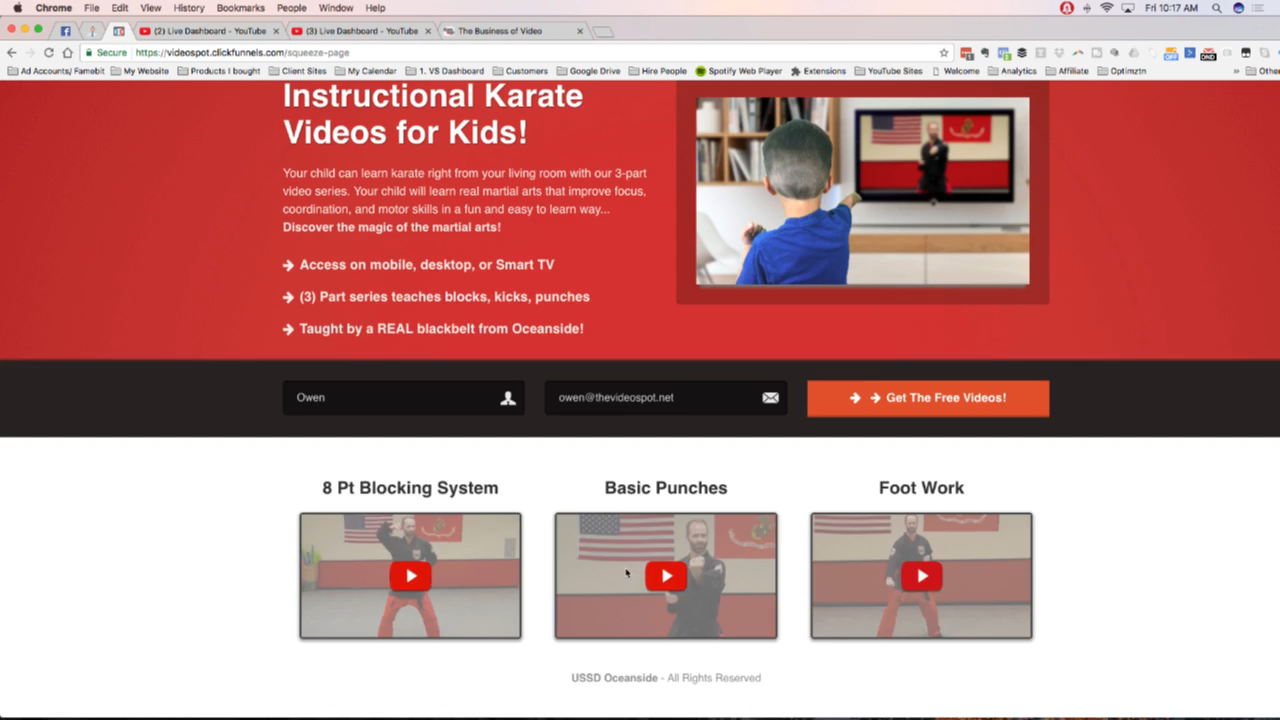 Chrome File Edit View History Bookmarks People Window Help Fri 10:17 AM
(2) Live Dashboard - YouTube (3) Live Dashboard - YouTube The Business of Video
Secure https://videospot.clickfunnels.com/squeeze-page
Ad Accounts/ Famebit My Website Products I bought Client Sites My Calendar 1. VS Dashboard Customers Google Drive Hire People Spotify Web Player Extensions YouTube Sites Welcome Analytics Affiliate Optimztn Other
Instructional Karate
Videos for Kids!
Your child can learn karate right from your living room with our 3-part
video series. Your child will learn real martial arts that improve focus,
coordination, and motor skills in a fun and easy to learn way...
Discover the magic of the martial arts!
Access on mobile, desktop, or Smart TV
(3) Part series teaches blocks, kicks, punches
Taught by a REAL blackbelt from Oceanside!
Owen owen@thevideospot.net Get The Free Videos!
8 Pt Blocking System Basic Punches Foot Work
USSD Oceanside - All Rights Reserved